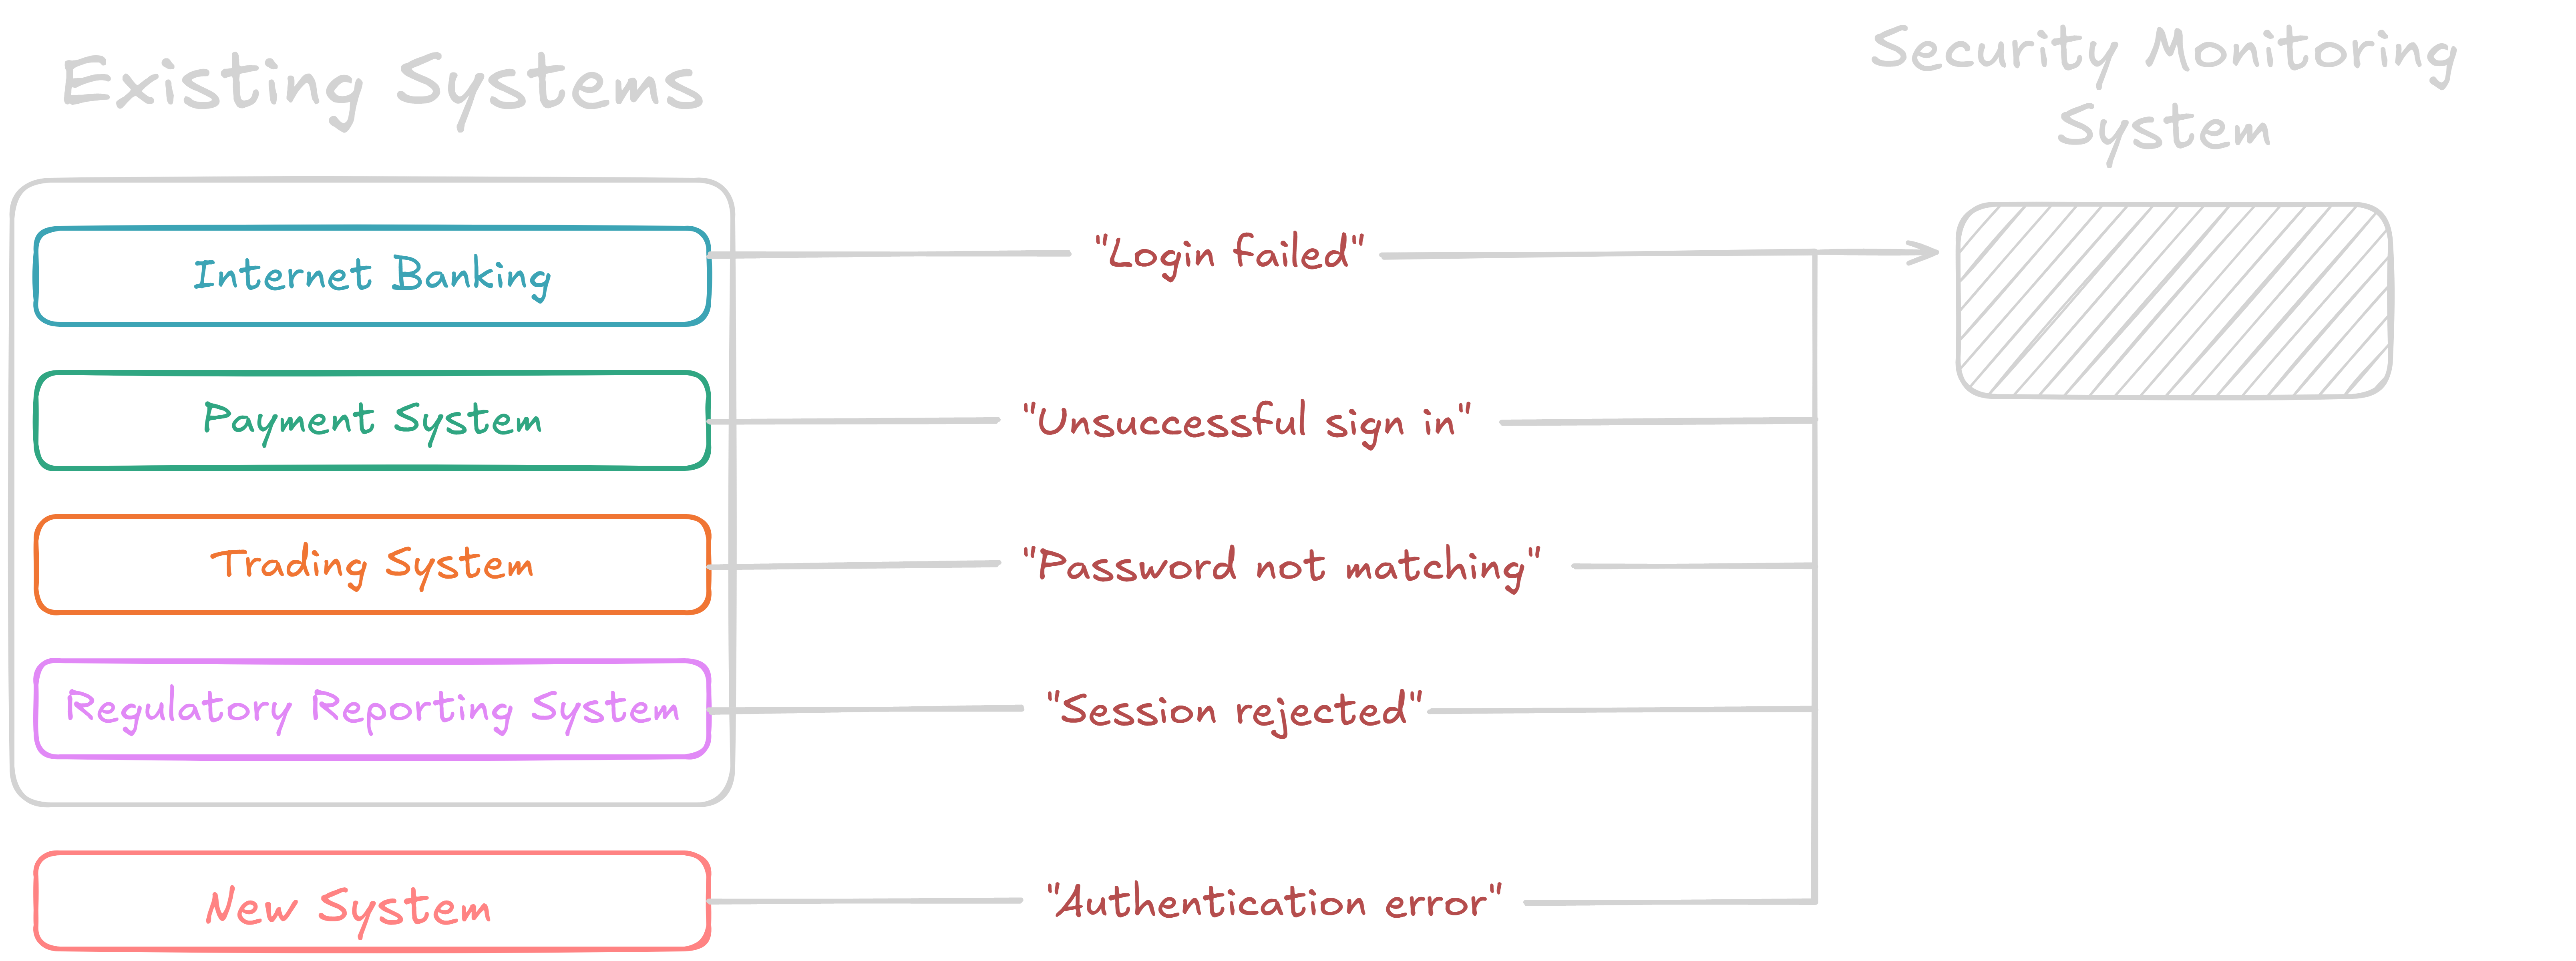 Existing Systems
Security Monitoring
System
Internet Banking
"Login failed"
Payment System
"Unsuccessful sign in"
Trading System
"Password not matching"
Regulatory Reporting System
"Session rejected"
New System
"Authentication error"